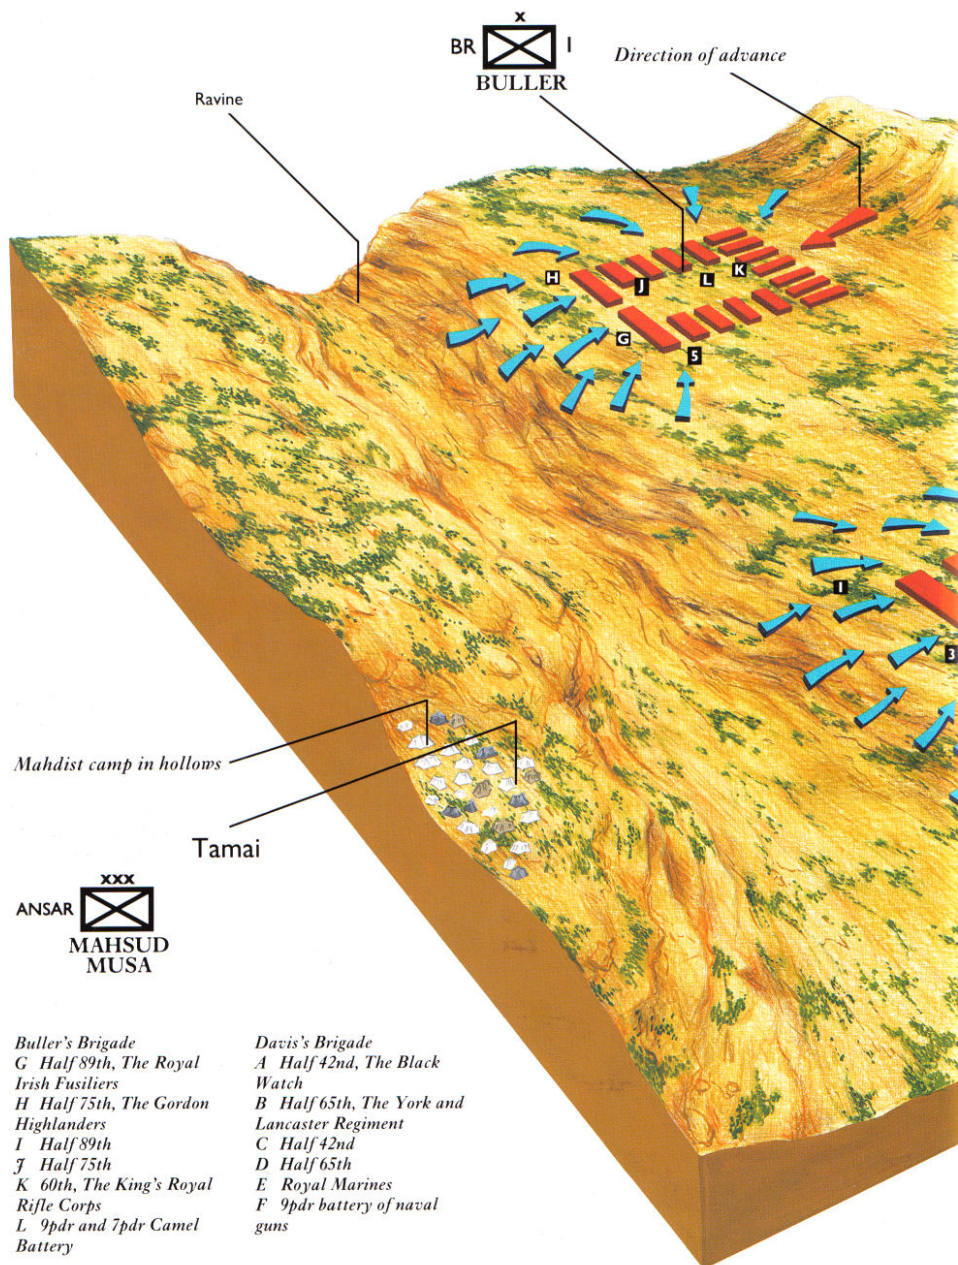 x
BR I
BULLER
Direction of advance
Ravine
H
J
L
K
G
5
1
3
Mahdist camp in hollows
Tamai
xxx
ANSAR
MAHSUD
MUSA
Buller's Brigade
G Half 89th, The Royal
Irish Fusiliers
H Half 75th, The Gordon
Highlanders
I Half 89th
J Half 75th
K 60th, The King's Royal
Rifle Corps
L 9pdr and 7pdr Camel
Battery
Davis's Brigade
A Half 42nd, The Black
Watch
B Half 65th, The York and
Lancaster Regiment
C Half 42nd
D Half 65th
E Royal Marines
F 9pdr battery of naval
guns